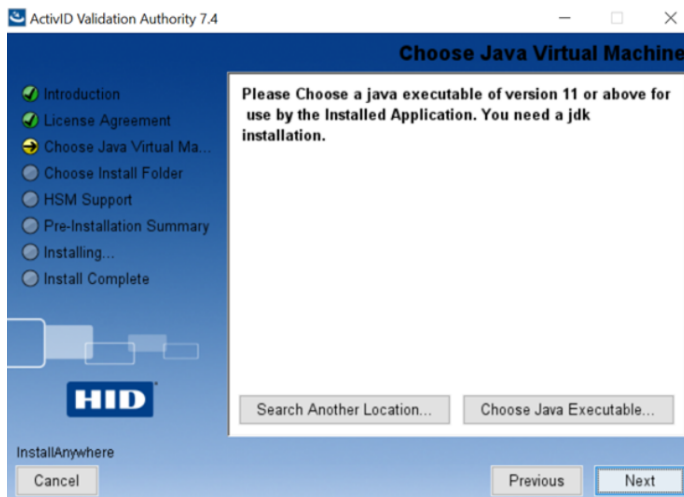 ActivID Validation Authority 7.4
Choose Java Virtual Machine
Introduction
License Agreement
Choose Java Virtual Ma...
Choose Install Folder
HSM Support
Pre-Installation Summary
Installing...
Install Complete
Please Choose a java executable of version 11 or above for
use by the Installed Application. You need a jdk
installation.
Search Another Location...
Choose Java Executable...
HID
InstallAnywhere
Cancel
Previous
Next